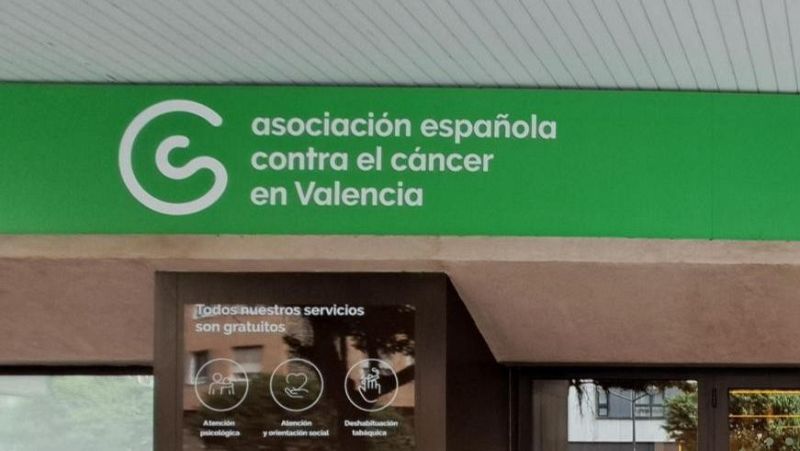 asociación española
contra el cáncer
en Valencia
Todos nuestros servicios
son gratuitos
Atención
psicológica
Atención
y orientación social
Deshabituación
tabáquica